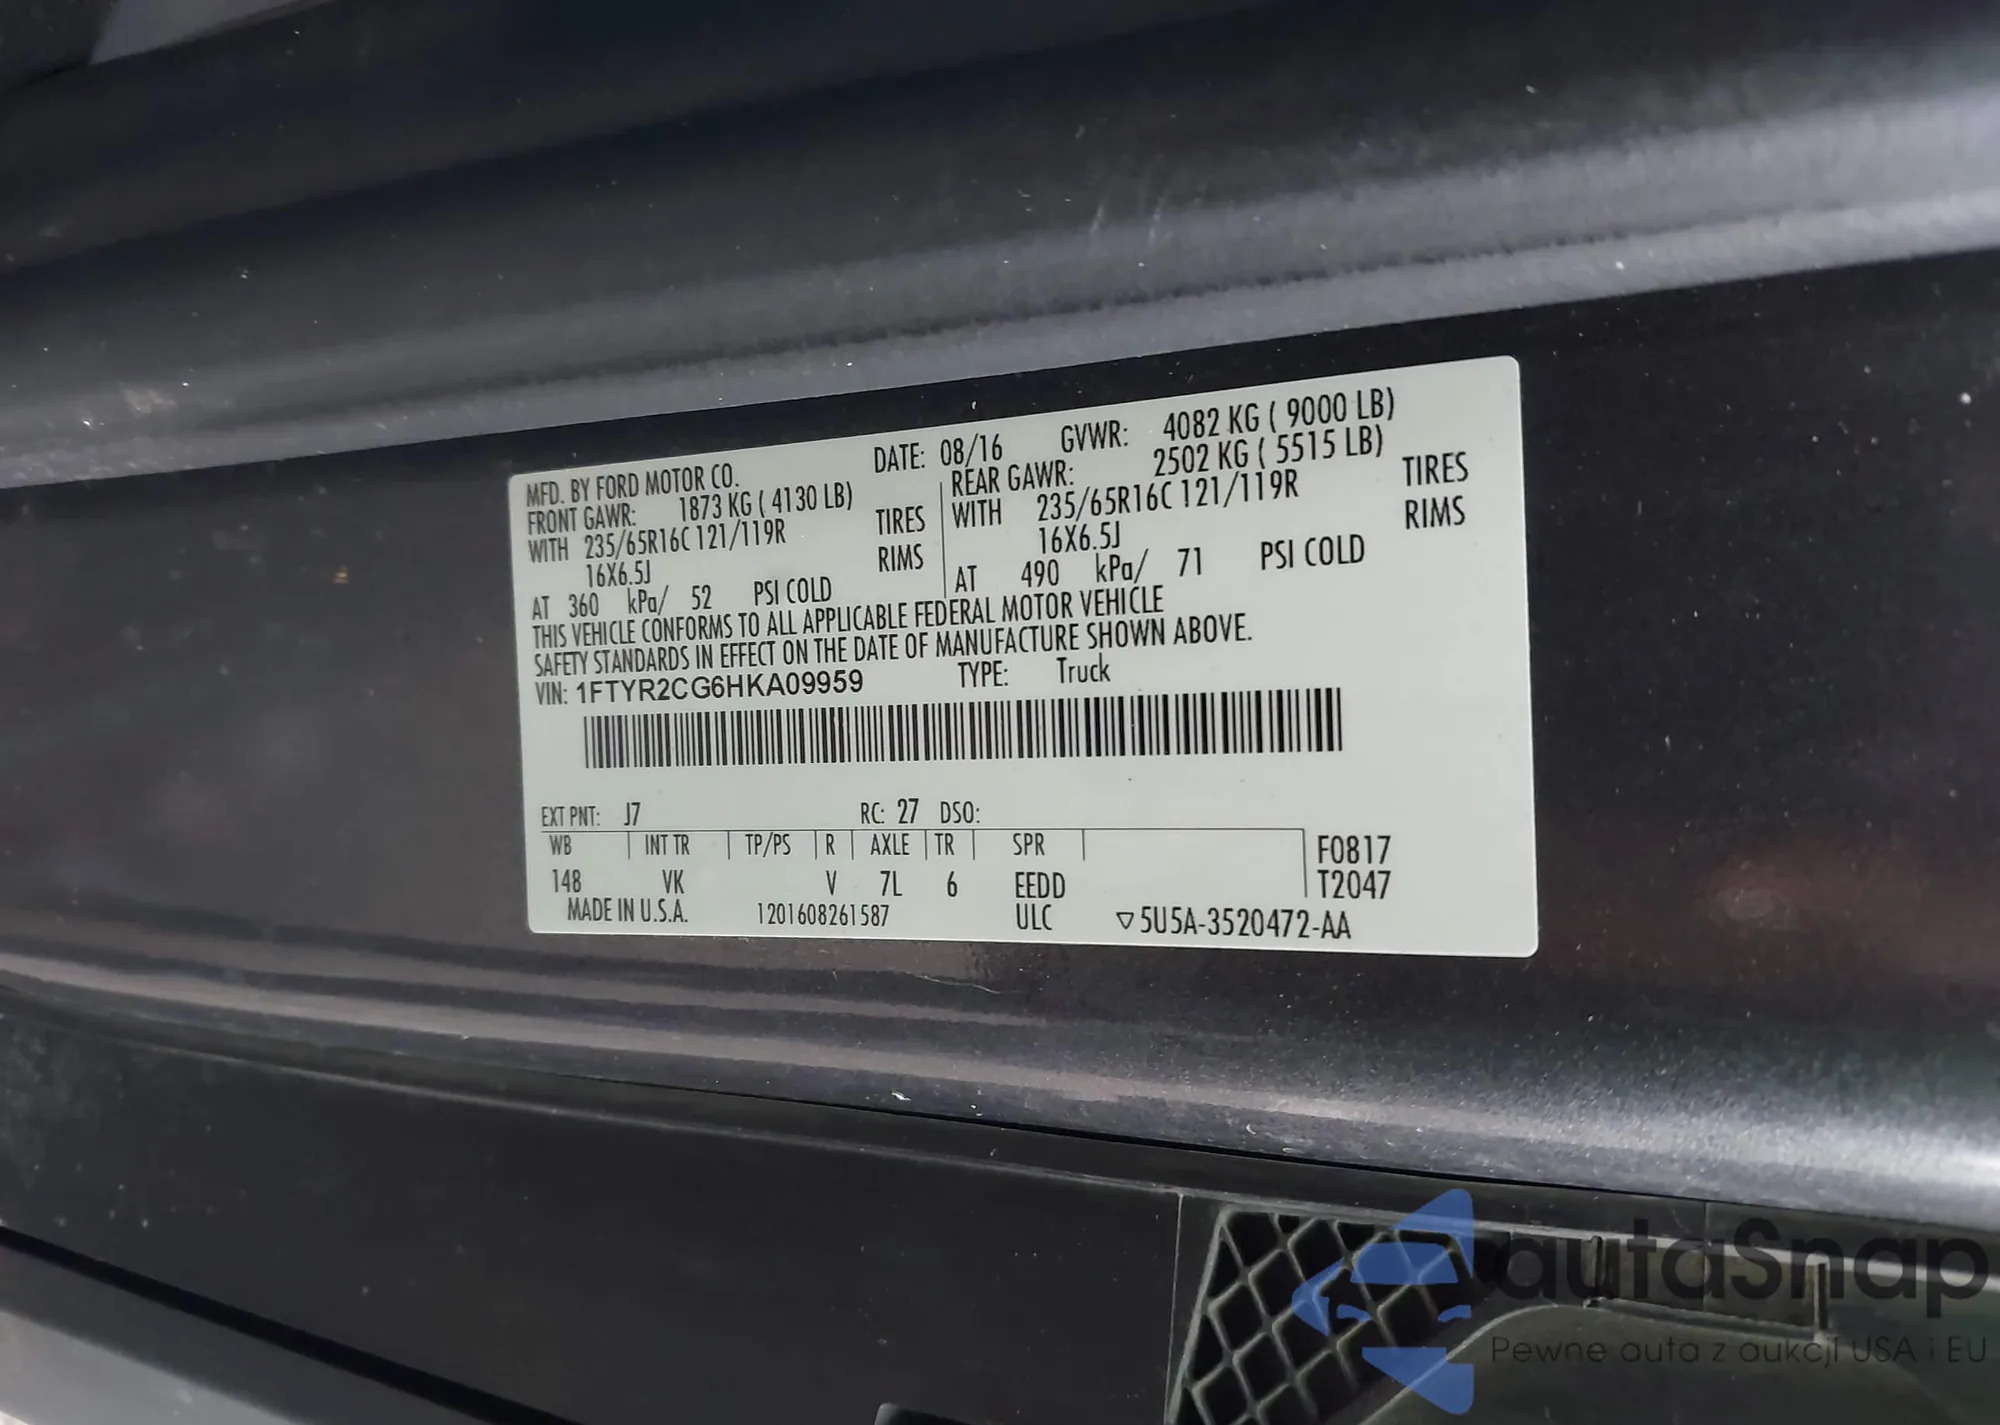 MFD. BY FORD MOTOR CO. DATE: 08/16 GVWR: 4082 KG ( 9000 LB)
FRONT GAWR: 1873 KG ( 4130 LB) REAR GAWR: 2502 KG ( 5515 LB)
WITH 235/65R16C 121/119R TIRES WITH 235/65R16C 121/119R TIRES
16X6.5J RIMS 16X6.5J RIMS
AT 360 kPa/ 52 PSI COLD AT 490 kPa/ 71 PSI COLD
THIS VEHICLE CONFORMS TO ALL APPLICABLE FEDERAL MOTOR VEHICLE
SAFETY STANDARDS IN EFFECT ON THE DATE OF MANUFACTURE SHOWN ABOVE.
VIN: 1FTYR2CG6HKA09959 TYPE: Truck
EXT PNT: J7 RC: 27 DSO:
WB INT TR TP/PS R AXLE TR SPR F0817
148 VK V 7L 6 EEDD T2047
MADE IN U.S.A. 1201608261587 ULC ▽5U5A-3520472-AA
autaSnap
Pewne auta z aukcji USA i EU